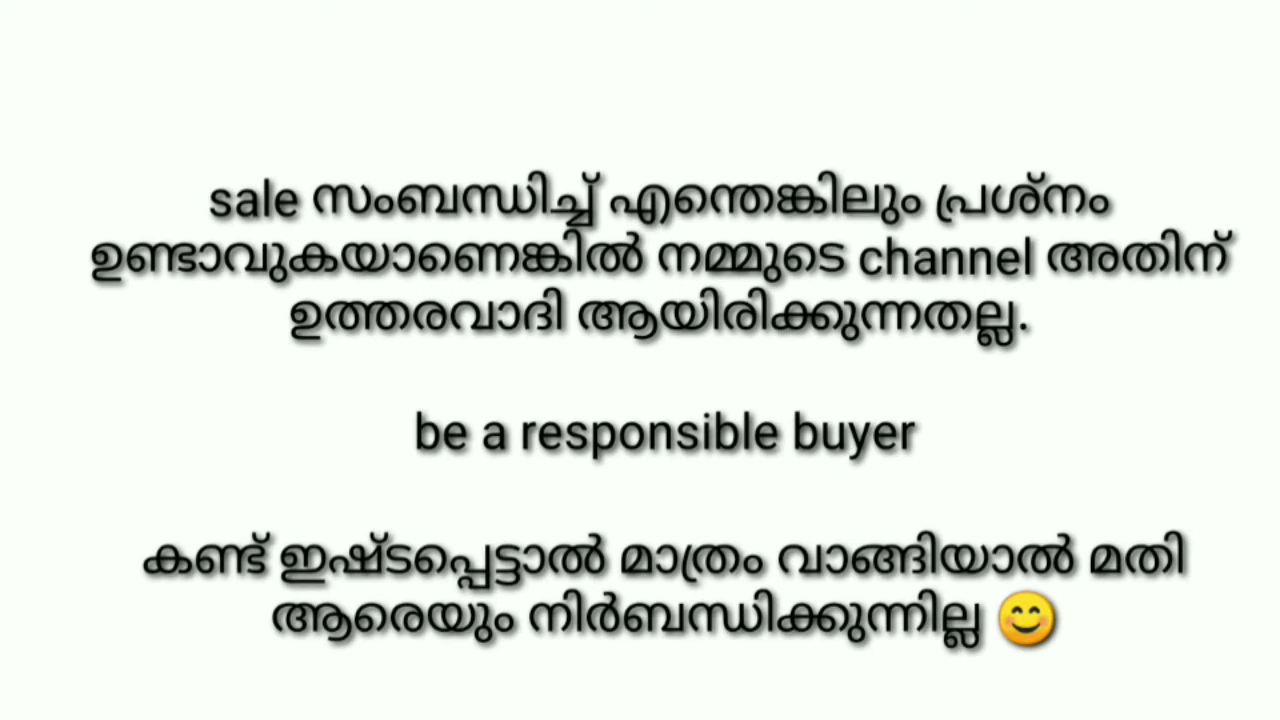 sale സംബന്ധിച്ച് എന്തെങ്കിലും പ്രശ്നം
ഉണ്ടാവുകയാണെങ്കിൽ നമ്മുടെ channel അതിന്
ഉത്തരവാദി ആയിരിക്കുന്നതല്ല.
be a responsible buyer
കണ്ട് ഇഷ്ടപ്പെട്ടാൽ മാത്രം വാങ്ങിയാൽ മതി
ആരെയും നിർബന്ധിക്കുന്നില്ല 😊